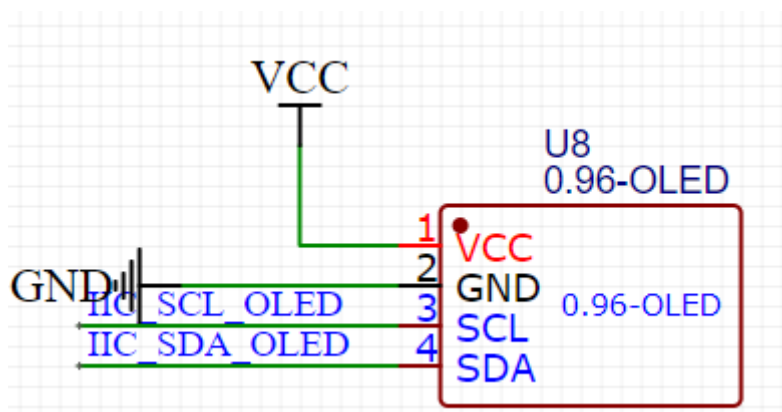 VCC
U8
0.96-OLED
1 VCC
2 GND
GND
IIC_SCL_OLED 3 SCL
0.96-OLED
IIC_SDA_OLED 4 SDA